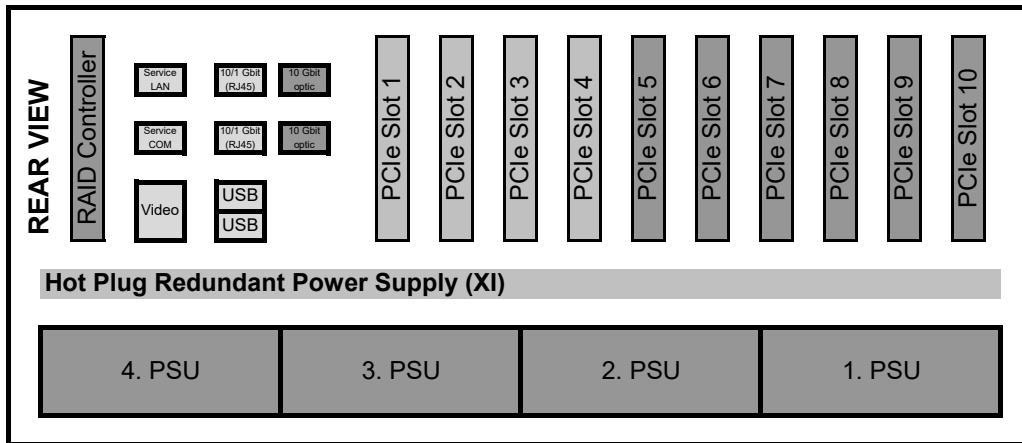 REAR VIEW
RAID Controller
Service
LAN
10/1 Gbit
(RJ45)
10 Gbit
optic
Service
COM
10/1 Gbit
(RJ45)
10 Gbit
optic
Video
USB
USB
PCIe Slot 1
PCIe Slot 2
PCIe Slot 3
PCIe Slot 4
PCIe Slot 5
PCIe Slot 6
PCIe Slot 7
PCIe Slot 8
PCIe Slot 9
PCIe Slot 10
Hot Plug Redundant Power Supply (XI)
4. PSU
3. PSU
2. PSU
1. PSU